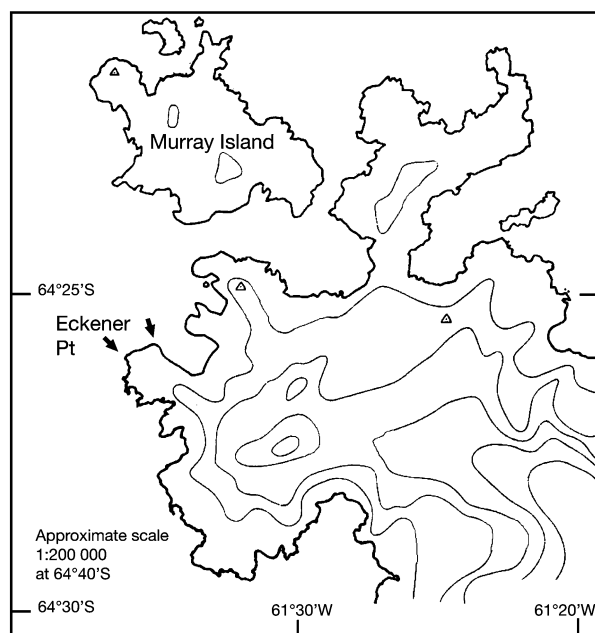 Murray Island
64°25'S
Eckener
Pt
Approximate scale
1:200 000
at 64°40'S
64°30'S
61°30'W
61°20'W